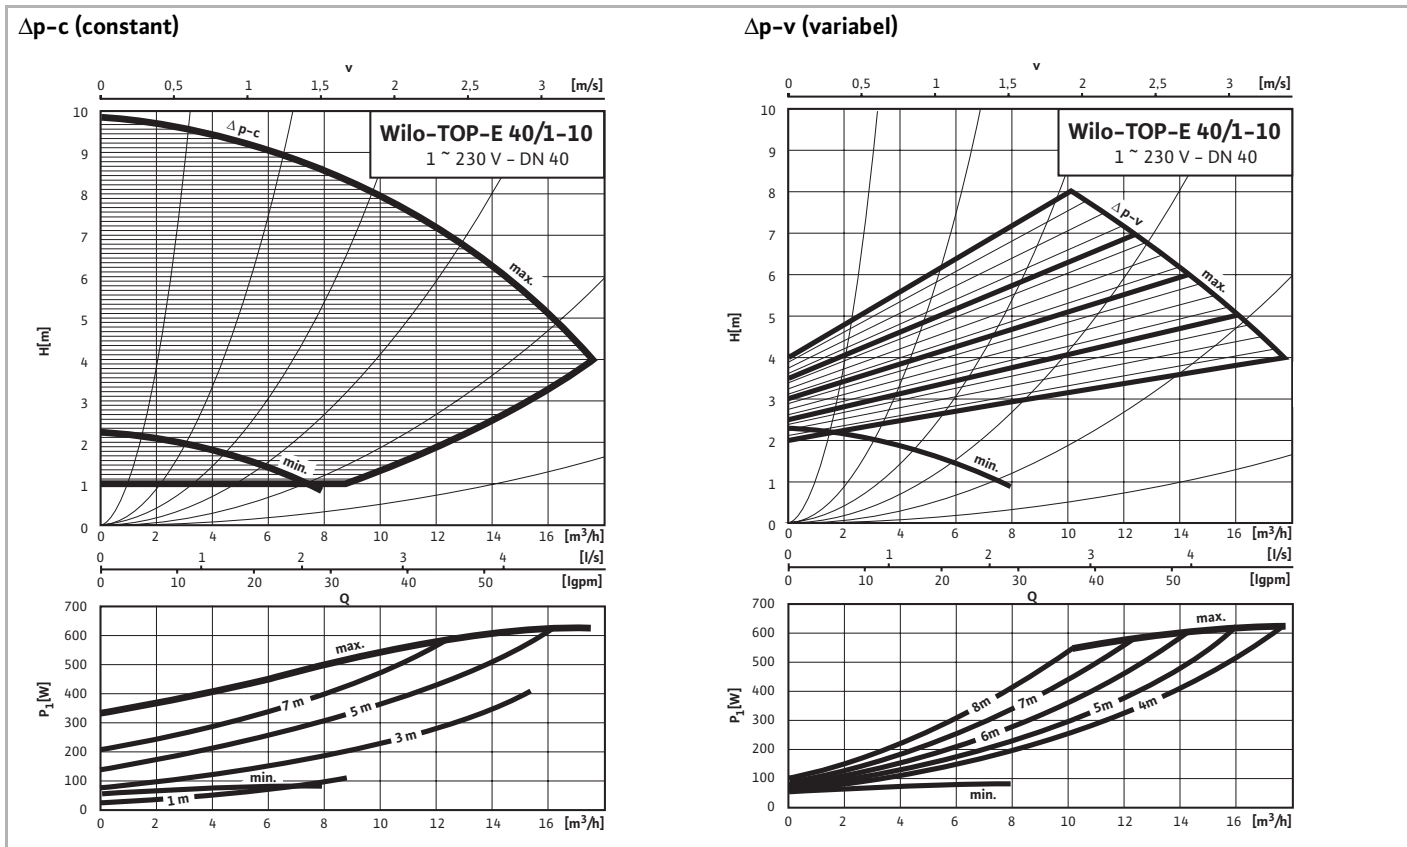 Δp-c (constant)
v
0 0,5 1 1,5 2 2,5 3 [m/s]
10
9
8
7
6
5
4
3
2
1
0
H[m]
Wilo-TOP-E 40/1-10
1 ~ 230 V - DN 40
Δp-c
max.
min.
0 2 4 6 8 10 12 14 16 [m³/h]
0 1 2 3 4 [l/s]
0 10 20 30 40 50 [Igpm]
Q
700
600
500
400
300
200
100
0
P₁[W]
max.
7 m
5 m
3 m
min.
1 m
0 2 4 6 8 10 12 14 16 [m³/h]
Δp-v (variabel)
v
0 0,5 1 1,5 2 2,5 3 [m/s]
10
9
8
7
6
5
4
3
2
1
0
H[m]
Wilo-TOP-E 40/1-10
1 ~ 230 V - DN 40
Δp-v
max.
min.
0 2 4 6 8 10 12 14 16 [m³/h]
0 1 2 3 4 [l/s]
0 10 20 30 40 50 [Igpm]
Q
700
600
500
400
300
200
100
0
P₁[W]
max.
8m
7m
6m
5m
4m
min.
0 2 4 6 8 10 12 14 16 [m³/h]